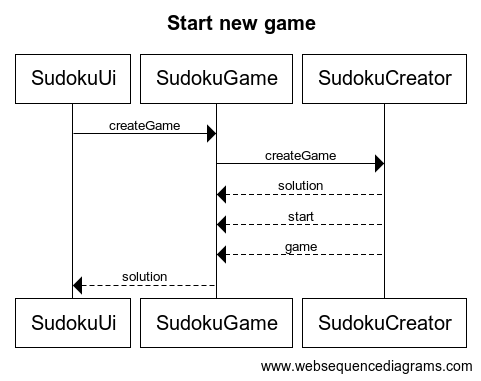 Start new game
SudokuUi SudokuGame SudokuCreator
createGame
createGame
solution
start
game
solution
SudokuUi SudokuGame SudokuCreator
www.websequencediagrams.com